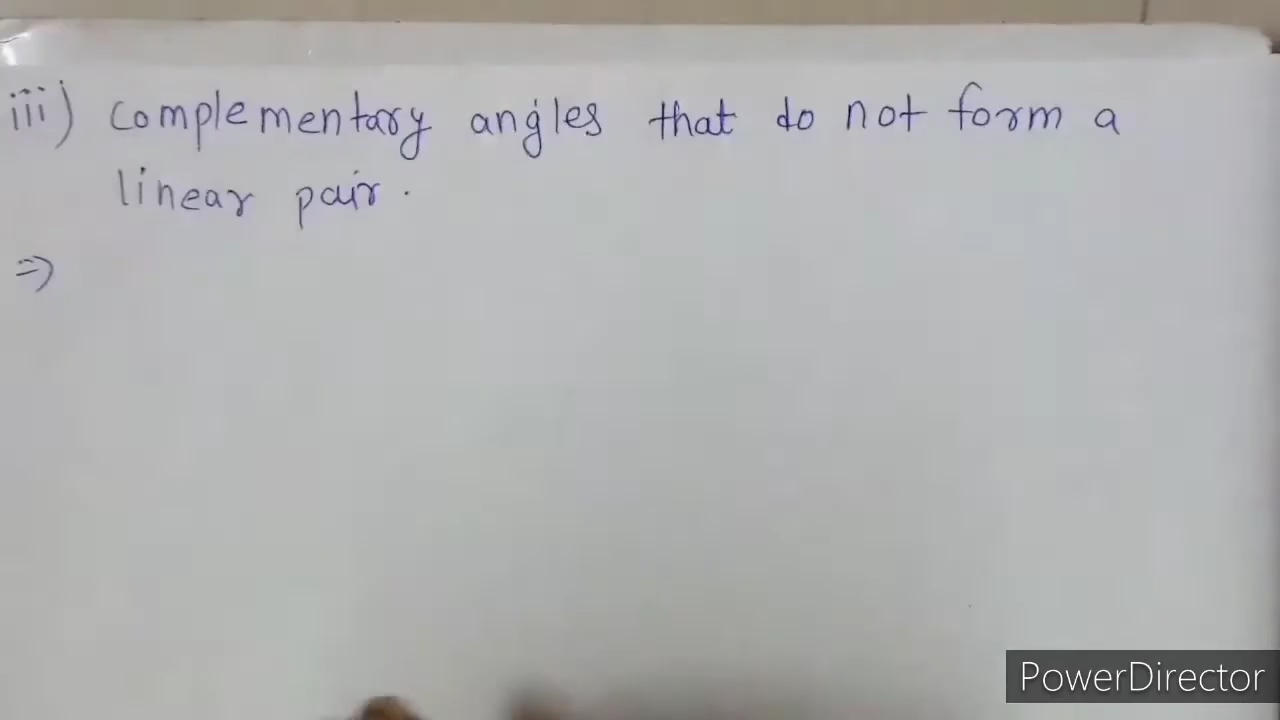 iii) complementary angles that do not form a
linear pair.
⇒
PowerDirector